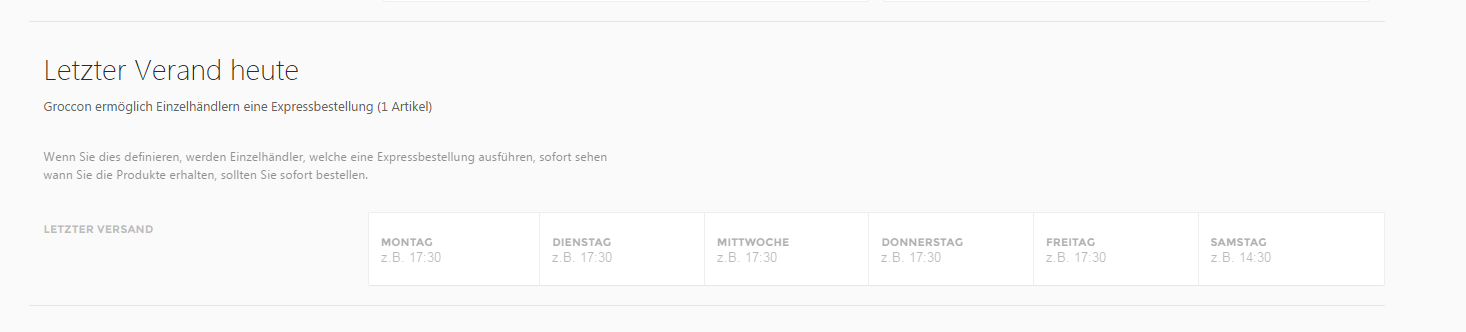 Letzter Verand heute
Groccon ermöglich Einzelhändlern eine Expressbestellung (1 Artikel)
Wenn Sie dies definieren, werden Einzelhändler, welche eine Expressbestellung ausführen, sofort sehen
wann Sie die Produkte erhalten, sollten Sie sofort bestellen.
LETZTER VERSAND
MONTAG
z.B. 17:30
DIENSTAG
z.B. 17:30
MITTWOCHE
z.B. 17:30
DONNERSTAG
z.B. 17:30
FREITAG
z.B. 17:30
SAMSTAG
z.B. 14:30